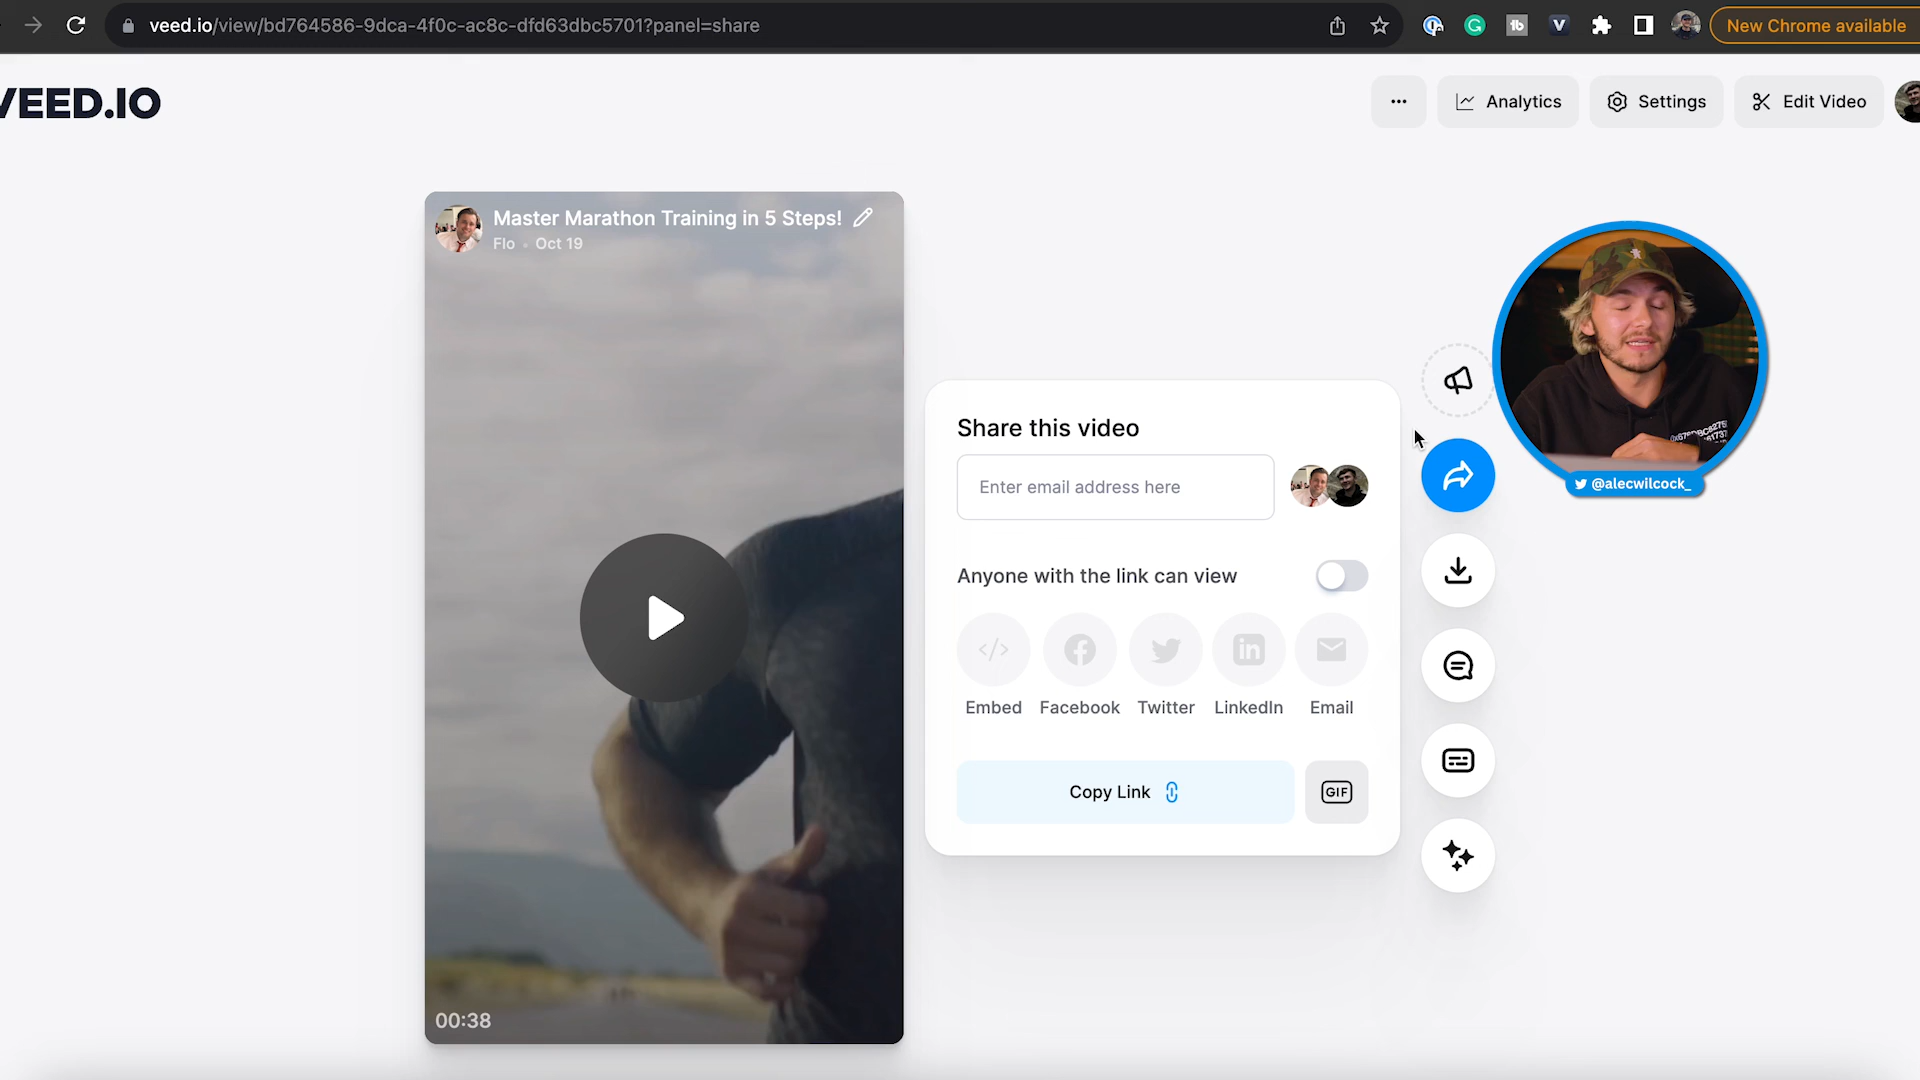 veed.io/view/bd764586-9dca-4f0c-ac8c-dfd63dbc5701?panel=share
New Chrome available
VEED.IO
Analytics
Settings
Edit Video
Master Marathon Training in 5 Steps!
Flo • Oct 19
Share this video
Enter email address here
@alecwilcock_
Anyone with the link can view
Embed
Facebook
Twitter
LinkedIn
Email
Copy Link
GIF
00:38